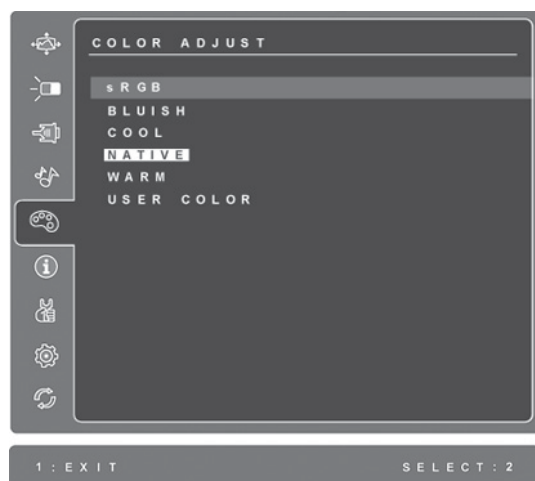 COLOR ADJUST
sRGB
BLUISH
COOL
NATIVE
WARM
USER COLOR
1:EXIT SELECT:2